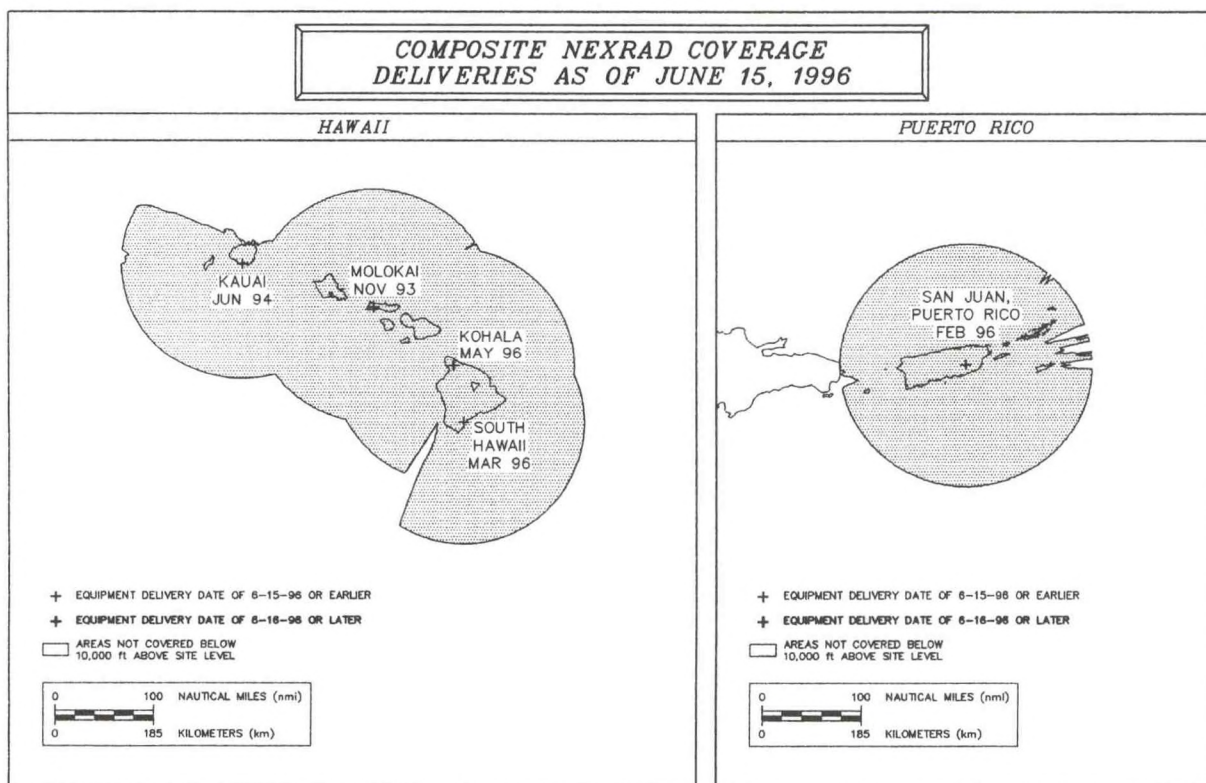 COMPOSITE NEXRAD COVERAGE
DELIVERIES AS OF JUNE 15, 1996
HAWAII
KAUAI
JUN 94
MOLOKAI
NOV 93
KOHALA
MAY 96
SOUTH
HAWAII
MAR 96
+ EQUIPMENT DELIVERY DATE OF 6-15-96 OR EARLIER
+ EQUIPMENT DELIVERY DATE OF 6-16-96 OR LATER
AREAS NOT COVERED BELOW
10,000 ft ABOVE SITE LEVEL
0 100 NAUTICAL MILES (nmi)
0 185 KILOMETERS (km)
PUERTO RICO
SAN JUAN,
PUERTO RICO
FEB 96
+ EQUIPMENT DELIVERY DATE OF 6-15-96 OR EARLIER
+ EQUIPMENT DELIVERY DATE OF 6-16-96 OR LATER
AREAS NOT COVERED BELOW
10,000 ft ABOVE SITE LEVEL
0 100 NAUTICAL MILES (nmi)
0 185 KILOMETERS (km)